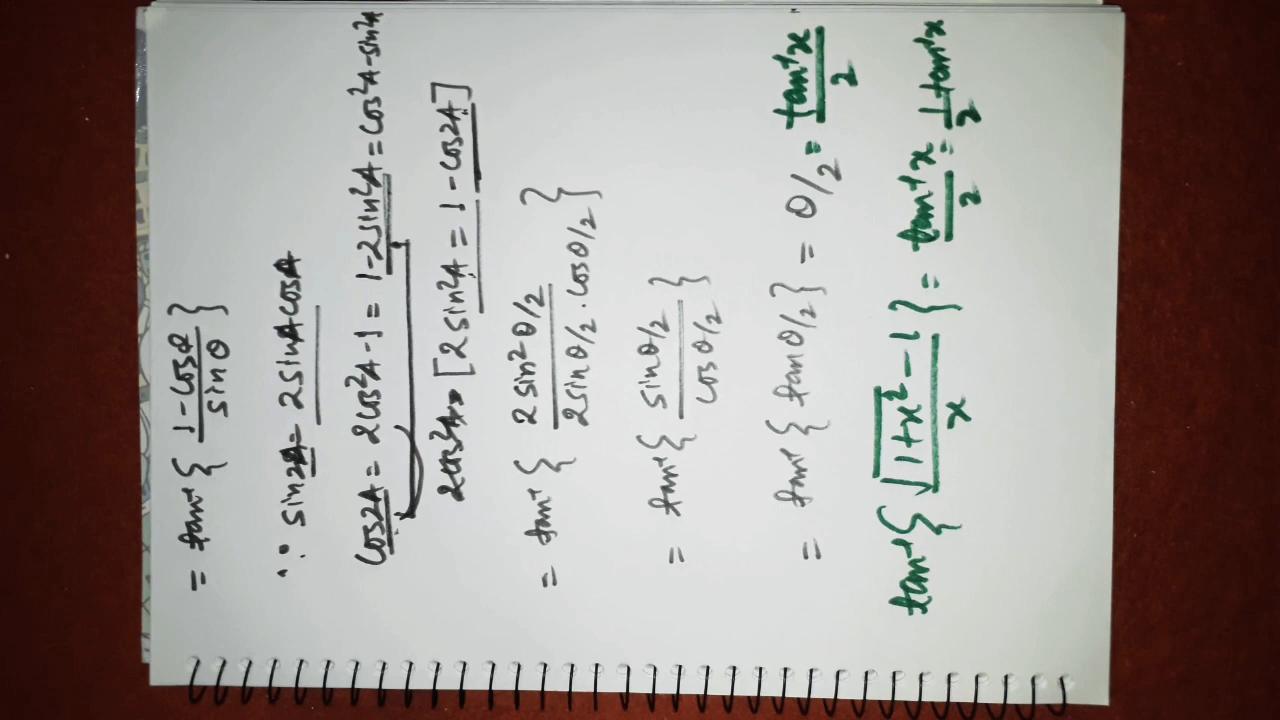 = tan⁻¹{ (1 - cosθ)/(sinθ) }
∵ sin2A = 2sinAcosA
cos2A = 2cos²A - 1 = 1 - 2sin²A = cos²A - sin²A
[2sin²A = 1 - cos2A]
= tan⁻¹{ (2sin²θ/2)/(2sinθ/2 . cosθ/2) }
= tan⁻¹{ (sinθ/2)/(cosθ/2) }
= tan⁻¹{tanθ/2} = θ/2 = (tan⁻¹x)/2
tan⁻¹{ (√(1+x²) - 1)/x } = (tan⁻¹x)/2 = 1/2 tan⁻¹x